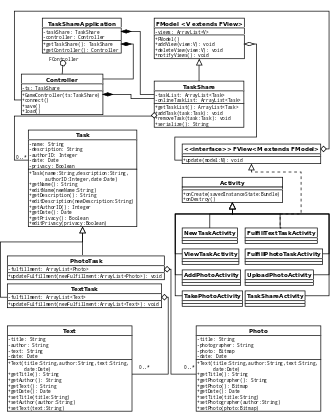 TaskShareApplication
-taskShare: TaskShare
-controller: Controller
+getTaskShare(): TaskShare
+getController(): Controller
FController
FModel <V extends FView>
-views: ArrayList<V>
+FModel()
+addView(view:V): void
+deleteView(view:V): void
+notifyViews(): void
Controller
-ts: TaskShare
+GameController(ts:TaskShare)
+connect()
+save()
+load()
TaskShare
-taskList: ArrayList<Task>
-onlineTaskList: ArrayList<Task>
+getTaskList(): ArrayList<Task>
+addTask(task:Task): void
+removeTask(task:Task): void
+serialize(): String
0..*
Task
-name: String
-description: String
-authorID: Integer
-date: Date
-privacy: Boolean
+Task(name:String,description:String,
authorID:Integer,date:Date)
+getName(): String
+editName(newName:String)
+getDescription(): String
+editDescription(newDescription:String)
+getAuthorID(): Integer
+getDate(): Date
+getPrivacy(): Boolean
+editPrivacy(privacy:Boolean)
<<interface>> FView<M extends FModel>
+update(model:M): void
Activity
+onCreate(savedInstanceState:Bundle)
+onDestroy()
NewTaskActivity
FulfillTextTaskActivity
ViewTaskActivity
FulfillPhotoTaskActivity
AddPhotoActivity
UploadPhotoActivity
TakePhotoActivity
TaskShareActivity
PhotoTask
-fulfillment: ArrayList<Photo>
+updateFulfillment(newFulfillment:ArrayList<Photo>): void
TextTask
-fulfillment: ArrayList<Text>
+updateFulfillment(newFulfillment:ArrayList<Text>): void
Text
-title: String
-author: String
-text: String
-date: Date
+Text(title:String,author:String,text:String,
date:Date)
+getTitle(): String
+getAuthor(): String
+getText(): String
+getDate(): Date
+setTitle(title:String)
+setAuthor(author:String)
+setText(text:String)
0..*
0..*
Photo
-title: String
-photographer: String
-photo: Bitmap
-date: Date
+Photo(title:String,author:String,text:String,
date:Date)
+getTitle(): String
+getPhotographer(): String
+getPhoto(): Bitmap
+getDate(): Date
+setTitle(title:String)
+setPhotographer(author:String)
+setPhoto(photo:Bitmap)